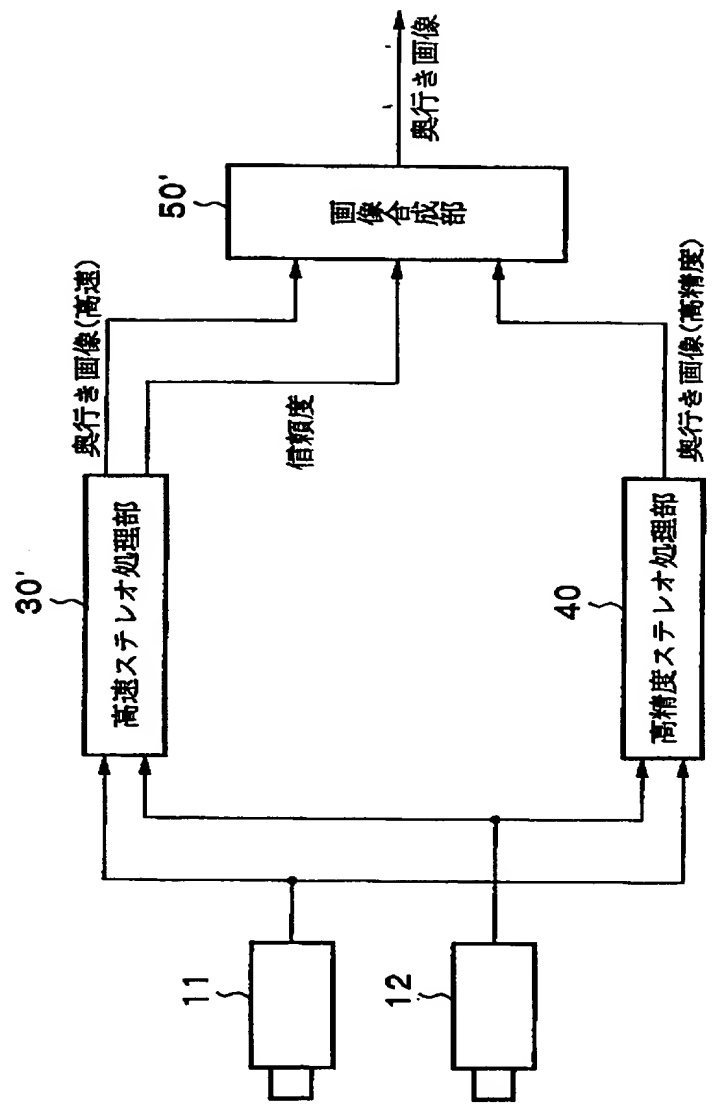 11
12
30'
高速ステレオ処理部
40
高精度ステレオ処理部
奥行き画像(高速)
信頼度
奥行き画像(高精度)
50'
画像合成部
奥行き画像